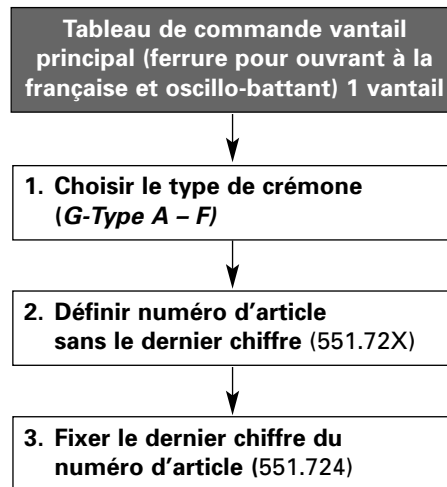 Tableau de commande vantail
principal (ferrure pour ouvrant à la
française et oscillo-battant) 1 vantail
1. Choisir le type de crémone
(G-Type A – F)
2. Définir numéro d'article
sans le dernier chiffre (551.72X)
3. Fixer le dernier chiffre du
numéro d'article (551.724)